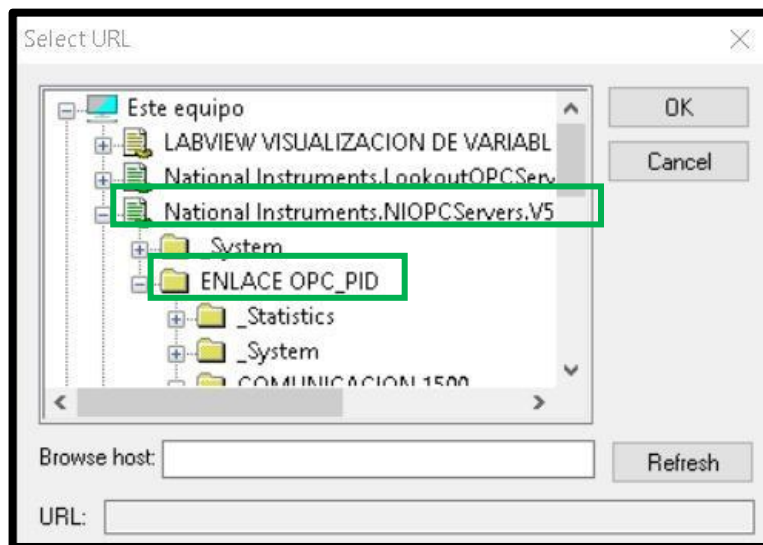 Select URL
Este equipo
OK
LABVIEW VISUALIZACION DE VARIABL
Cancel
National Instruments.LookoutOPCServ
National Instruments.NIOPCServers.V5
_System
ENLACE OPC_PID
_Statistics
_System
COMUNICACION 1500
Browse host:
Refresh
URL: